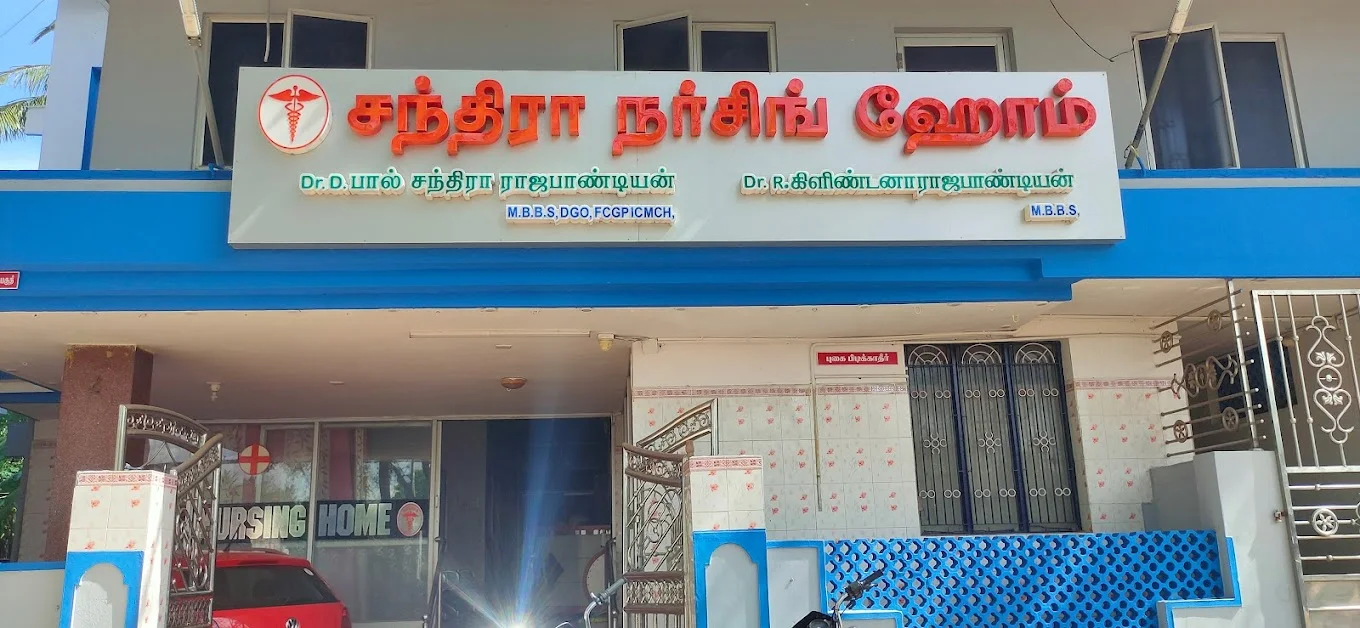 சந்திரா நர்சிங் ஹோம்
Dr. D. பால் சந்திரா ராஜபாண்டியன்
M.B.B.S, DGO, FCGP ICMCH,
Dr. R. கிளிண்டனாராஜபாண்டியன்
M.B.B.S,
புகை பிடிக்காதீர்
URSING HOME